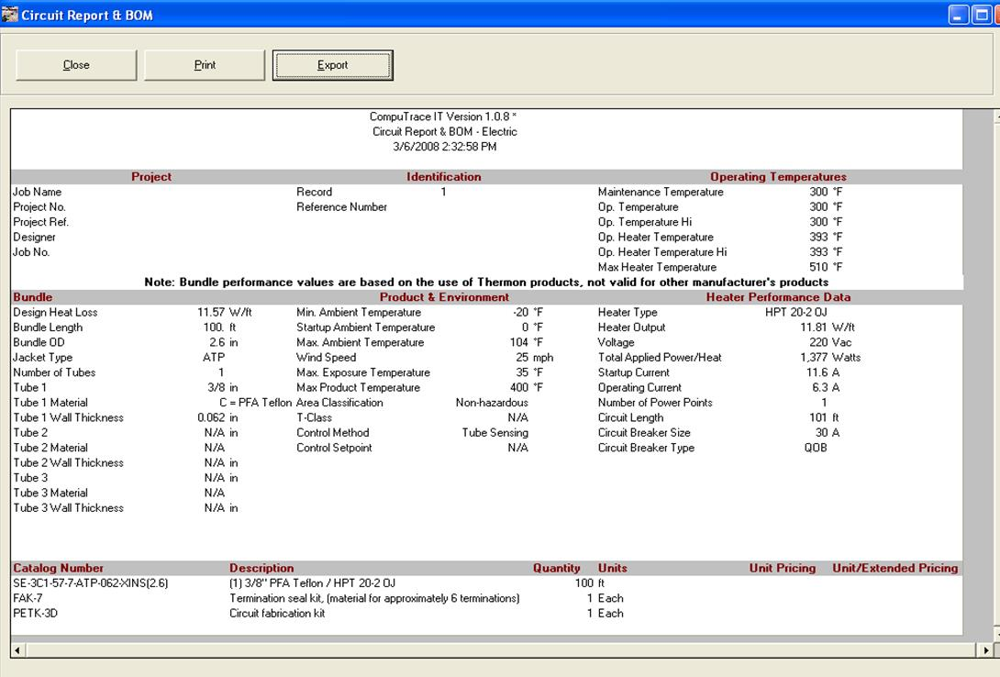 Circuit Report & BOM
Close Print Export
CompuTrace IT Version 1.0.8 *
Circuit Report & BOM - Electric
3/6/2008 2:32:58 PM
Project Identification Operating Temperatures
Job Name Record 1 Maintenance Temperature 300 °F
Project No. Reference Number Op. Temperature 300 °F
Project Ref. Op. Temperature Hi 300 °F
Designer Op. Heater Temperature 393 °F
Job No. Op. Heater Temperature Hi 393 °F
Max Heater Temperature 510 °F
Note: Bundle performance values are based on the use of Thermon products, not valid for other manufacturer's products
Bundle Product & Environment Heater Performance Data
Design Heat Loss 11.57 W/ft Min. Ambient Temperature -20 °F Heater Type HPT 20-2 OJ
Bundle Length 100. ft Startup Ambient Temperature 0 °F Heater Output 11.81 W/ft
Bundle OD 2.6 in Max. Ambient Temperature 104 °F Voltage 220 Vac
Jacket Type ATP Wind Speed 25 mph Total Applied Power/Heat 1,377 Watts
Number of Tubes 1 Max. Exposure Temperature 35 °F Startup Current 11.6 A
Tube 1 3/8 in Max Product Temperature 400 °F Operating Current 6.3 A
Tube 1 Material C = PFA Teflon Area Classification Non-hazardous Number of Power Points 1
Tube 1 Wall Thickness 0.062 in T-Class N/A Circuit Length 101 ft
Tube 2 N/A in Control Method Tube Sensing Circuit Breaker Size 30 A
Tube 2 Material N/A Control Setpoint N/A Circuit Breaker Type QOB
Tube 2 Wall Thickness N/A in
Tube 3 N/A in
Tube 3 Material N/A
Tube 3 Wall Thickness N/A in
Catalog Number Description Quantity Units Unit Pricing Unit/Extended Pricing
SE-3C1-57-7-ATP-062-XINS(2.6) (1) 3/8" PFA Teflon / HPT 20-2 OJ 100 ft
FAK-7 Termination seal kit, (material for approximately 6 terminations) 1 Each
PETK-3D Circuit fabrication kit 1 Each